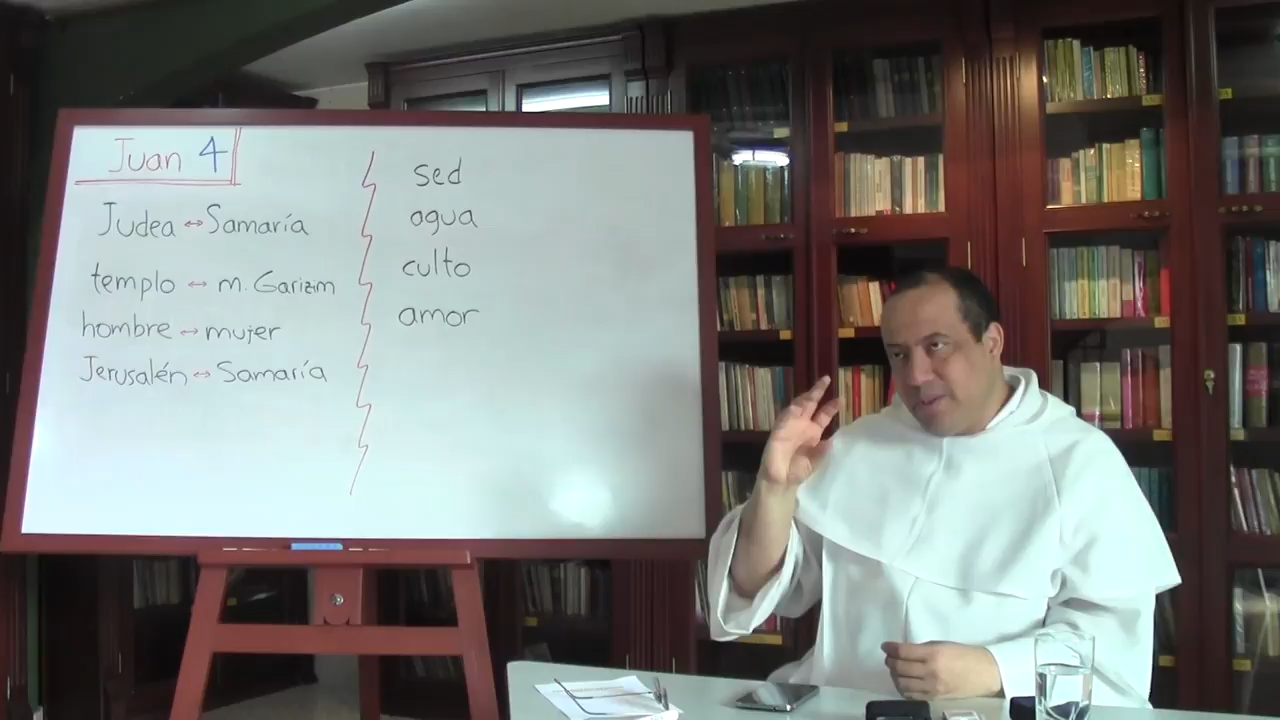 Juan 4
Judea ↔ Samaría
templo ↔ m. Garizim
hombre ↔ mujer
Jerusalén ↔ Samaría
sed
agua
culto
amor